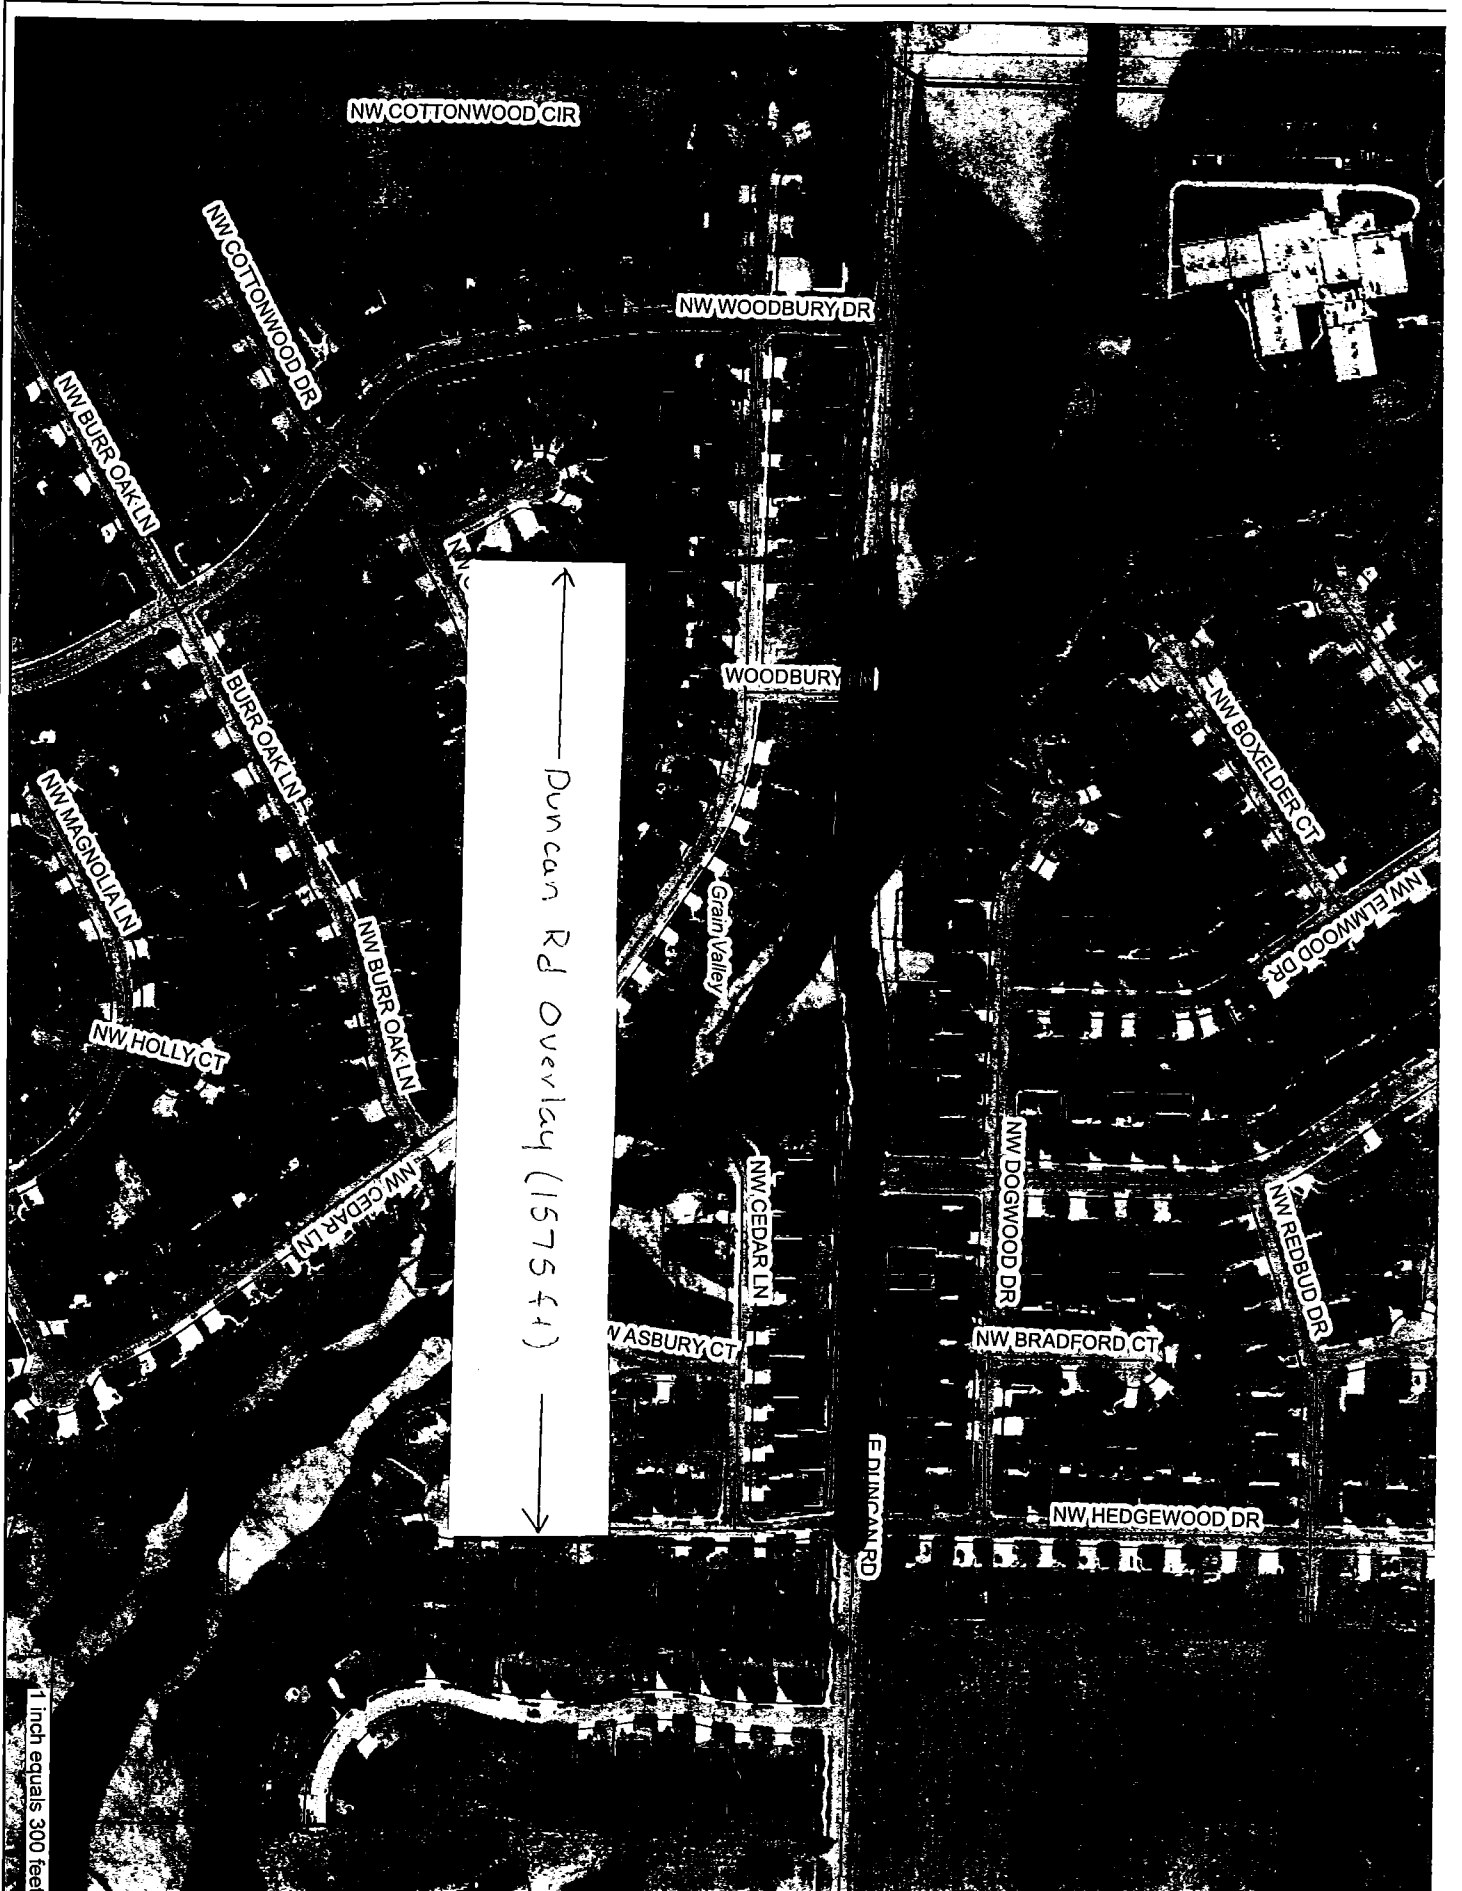 NW COTTONWOOD CIR
NW COTTONWOOD DR
NW WOODBURY DR
NW BURR OAK LN
WOODBURY LN
BURR OAK LN
NW BOXELDER CT
NW MAGNOLIA LN
Duncan Rd Overlay (1575 ft)
Grain Valley
NW ELMWOOD DR
NW BURR OAK LN
NW HOLLY CT
NW DOGWOOD DR
NW CEDAR LN
NW CEDAR LN
NW REDBUD DR
W ASBURY CT
NW BRADFORD CT
E DUNCAN RD
NW HEDGEWOOD DR
1 inch equals 300 feet